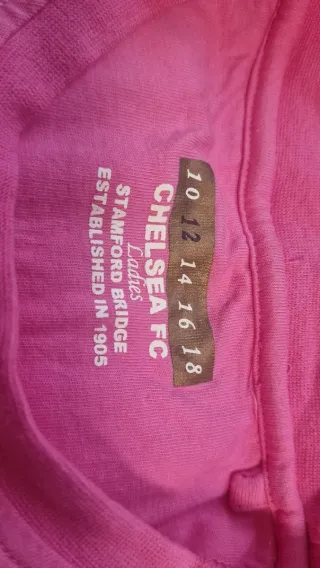 10 12 14 16 18
CHELSEA FC
Ladies
STAMFORD BRIDGE
ESTABLISHED IN 1905